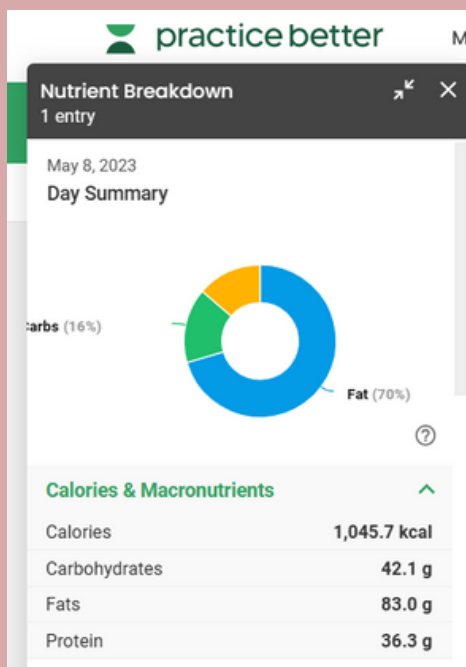 practice better
M
Nutrient Breakdown
1 entry
May 8, 2023
Day Summary
arbs (16%)
Fat (70%)
?
Calories & Macronutrients
Calories 1,045.7 kcal
Carbohydrates 42.1 g
Fats 83.0 g
Protein 36.3 g